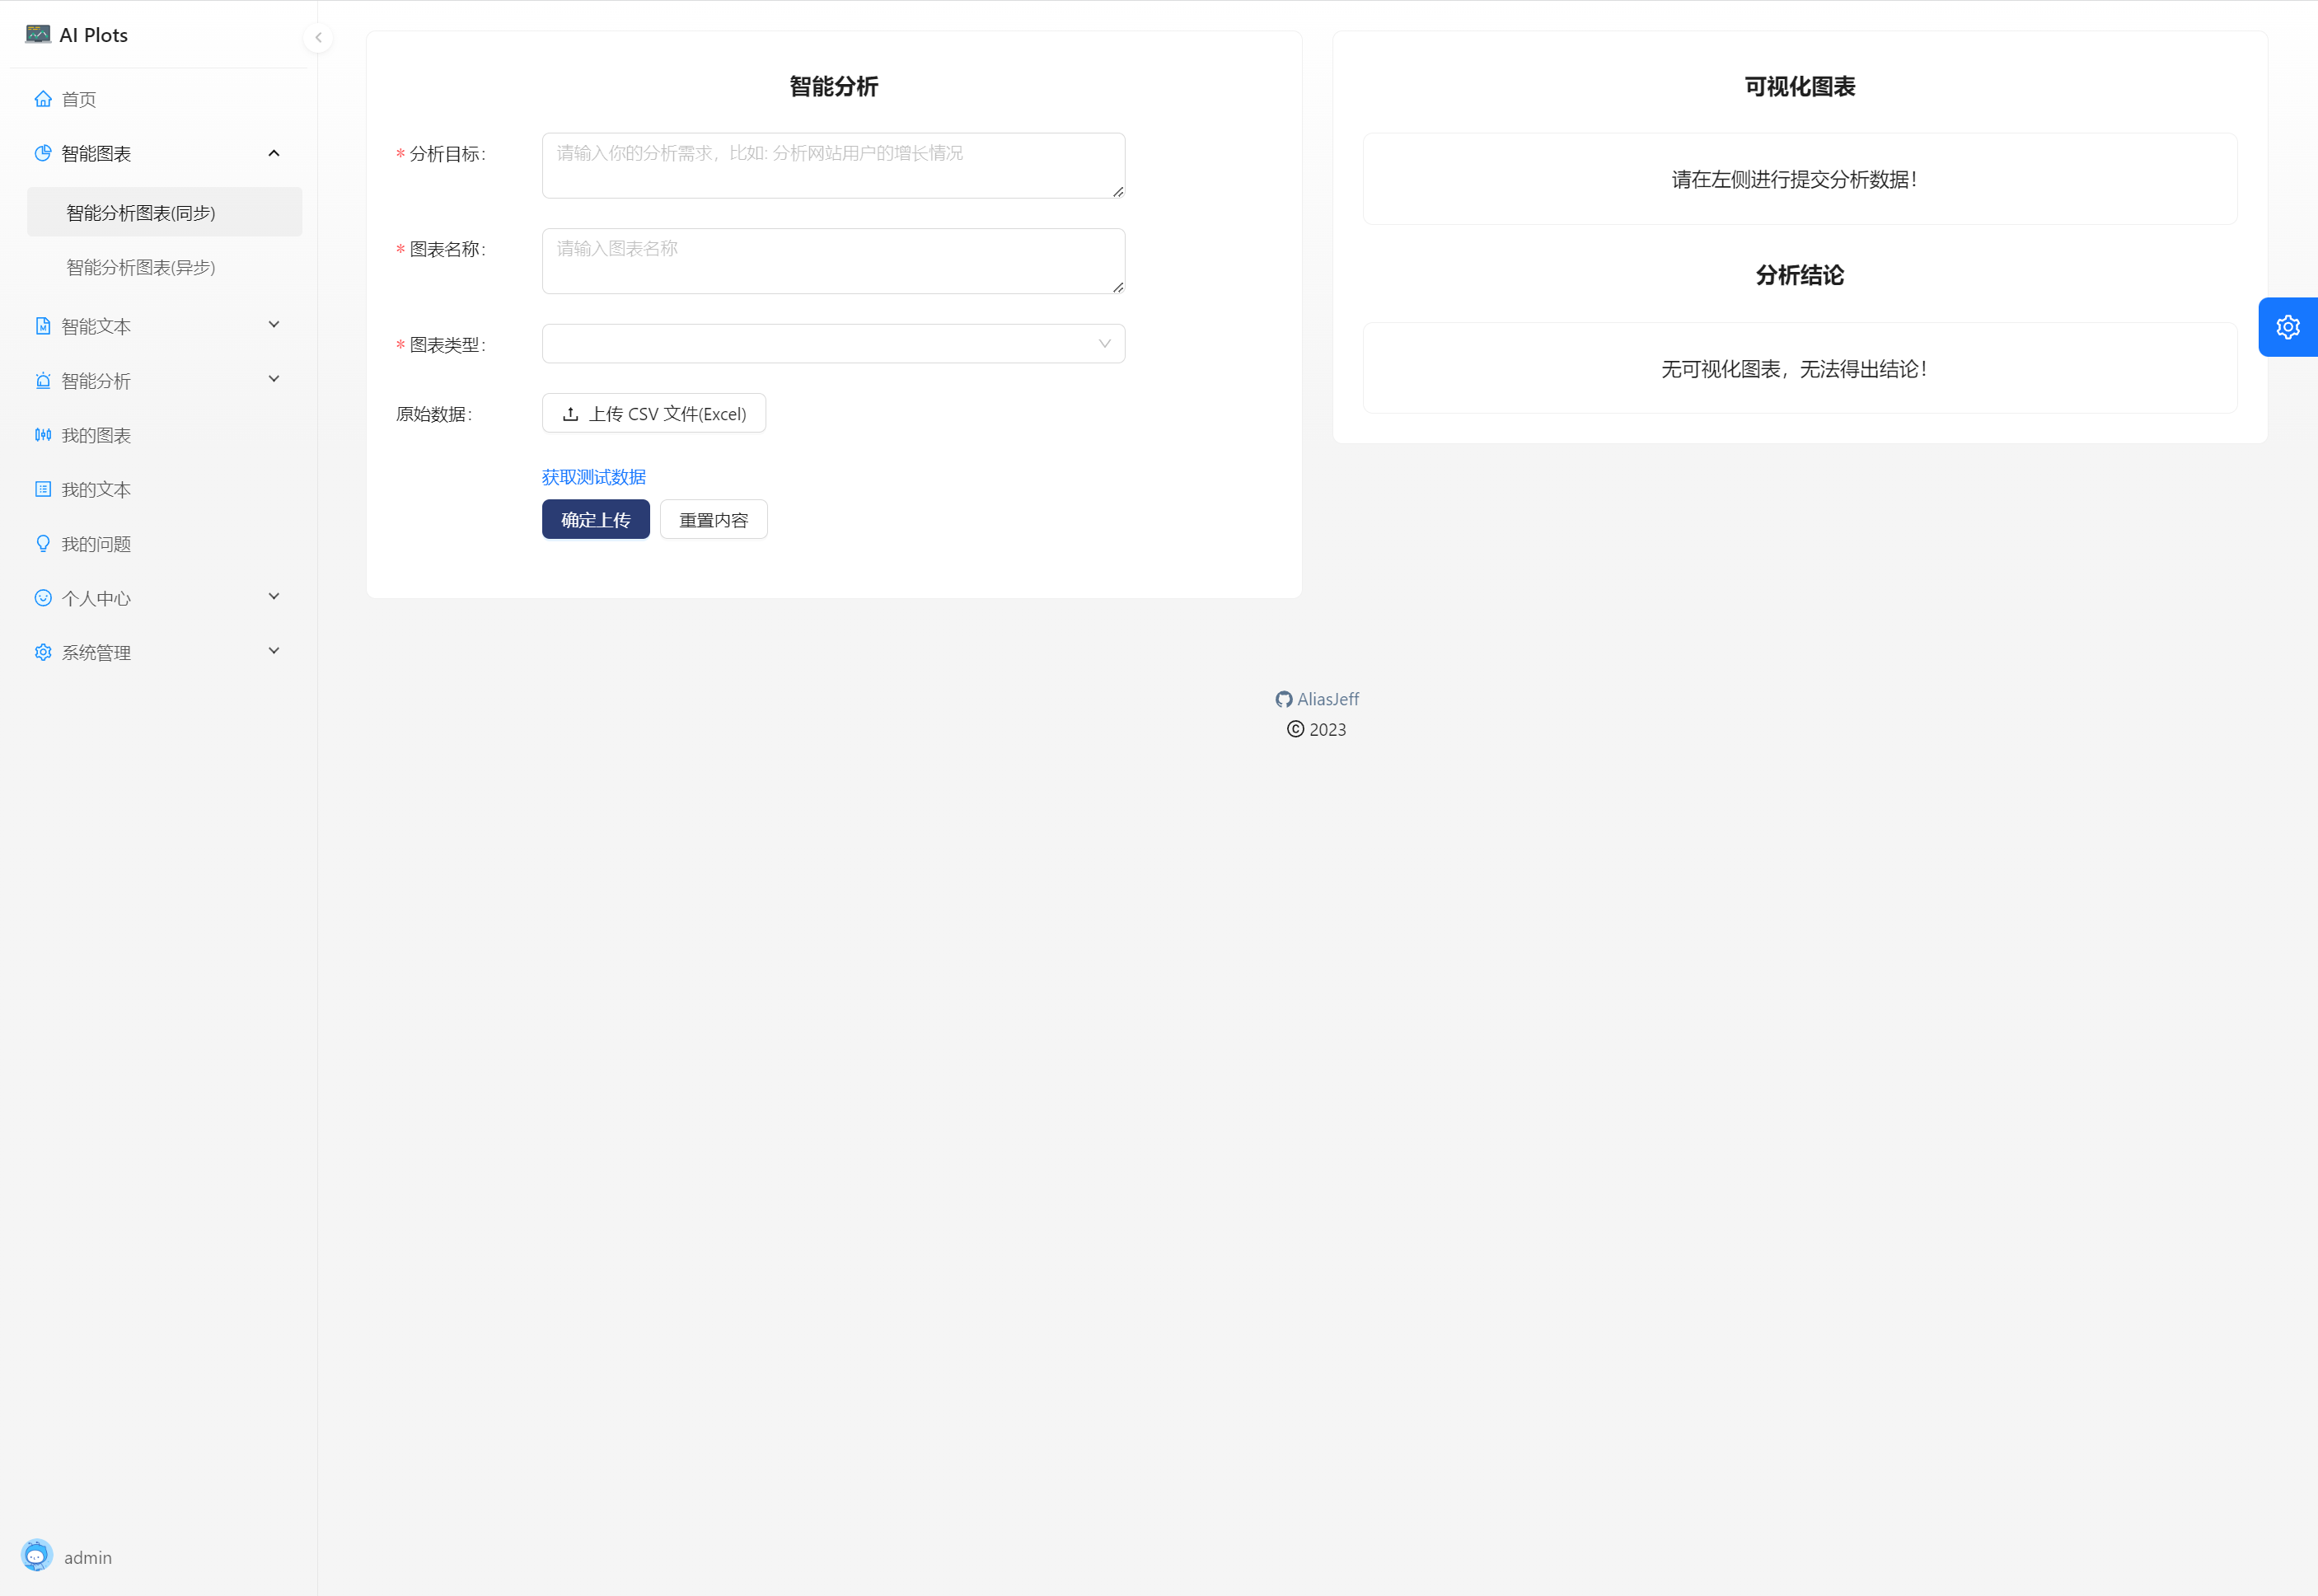 AI Plots
首页
智能图表
智能分析图表(同步)
智能分析图表(异步)
智能文本
智能分析
我的图表
我的文本
我的问题
个人中心
系统管理
admin
智能分析
* 分析目标:
请输入你的分析需求，比如: 分析网站用户的增长情况
* 图表名称:
请输入图表名称
* 图表类型:
原始数据:
上传 CSV 文件(Excel)
获取测试数据
确定上传
重置内容
可视化图表
请在左侧进行提交分析数据！
分析结论
无可视化图表，无法得出结论！
AliasJeff
© 2023